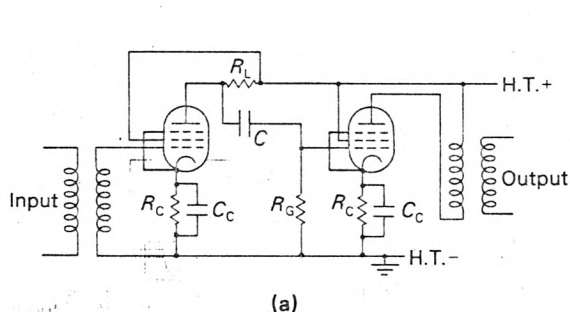 R_L
H.T.+
C
Input
R_C
C_C
R_G
R_C
C_C
Output
H.T.–
(a)